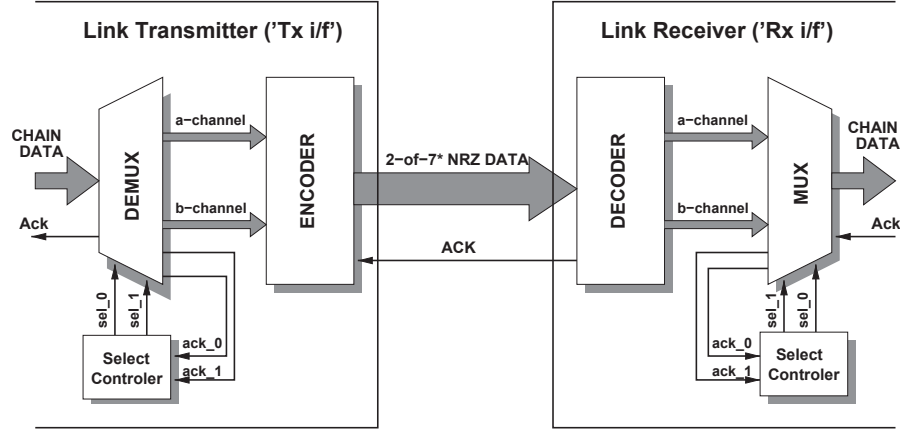 Link Transmitter ('Tx i/f')
CHAIN
DATA
Ack
DEMUX
a−channel
b−channel
ENCODER
sel_0
sel_1
ack_0
ack_1
Select
Controler
2−of−7* NRZ DATA
ACK
Link Receiver ('Rx i/f')
DECODER
a−channel
b−channel
MUX
CHAIN
DATA
Ack
sel_1
sel_0
ack_0
ack_1
Select
Controler